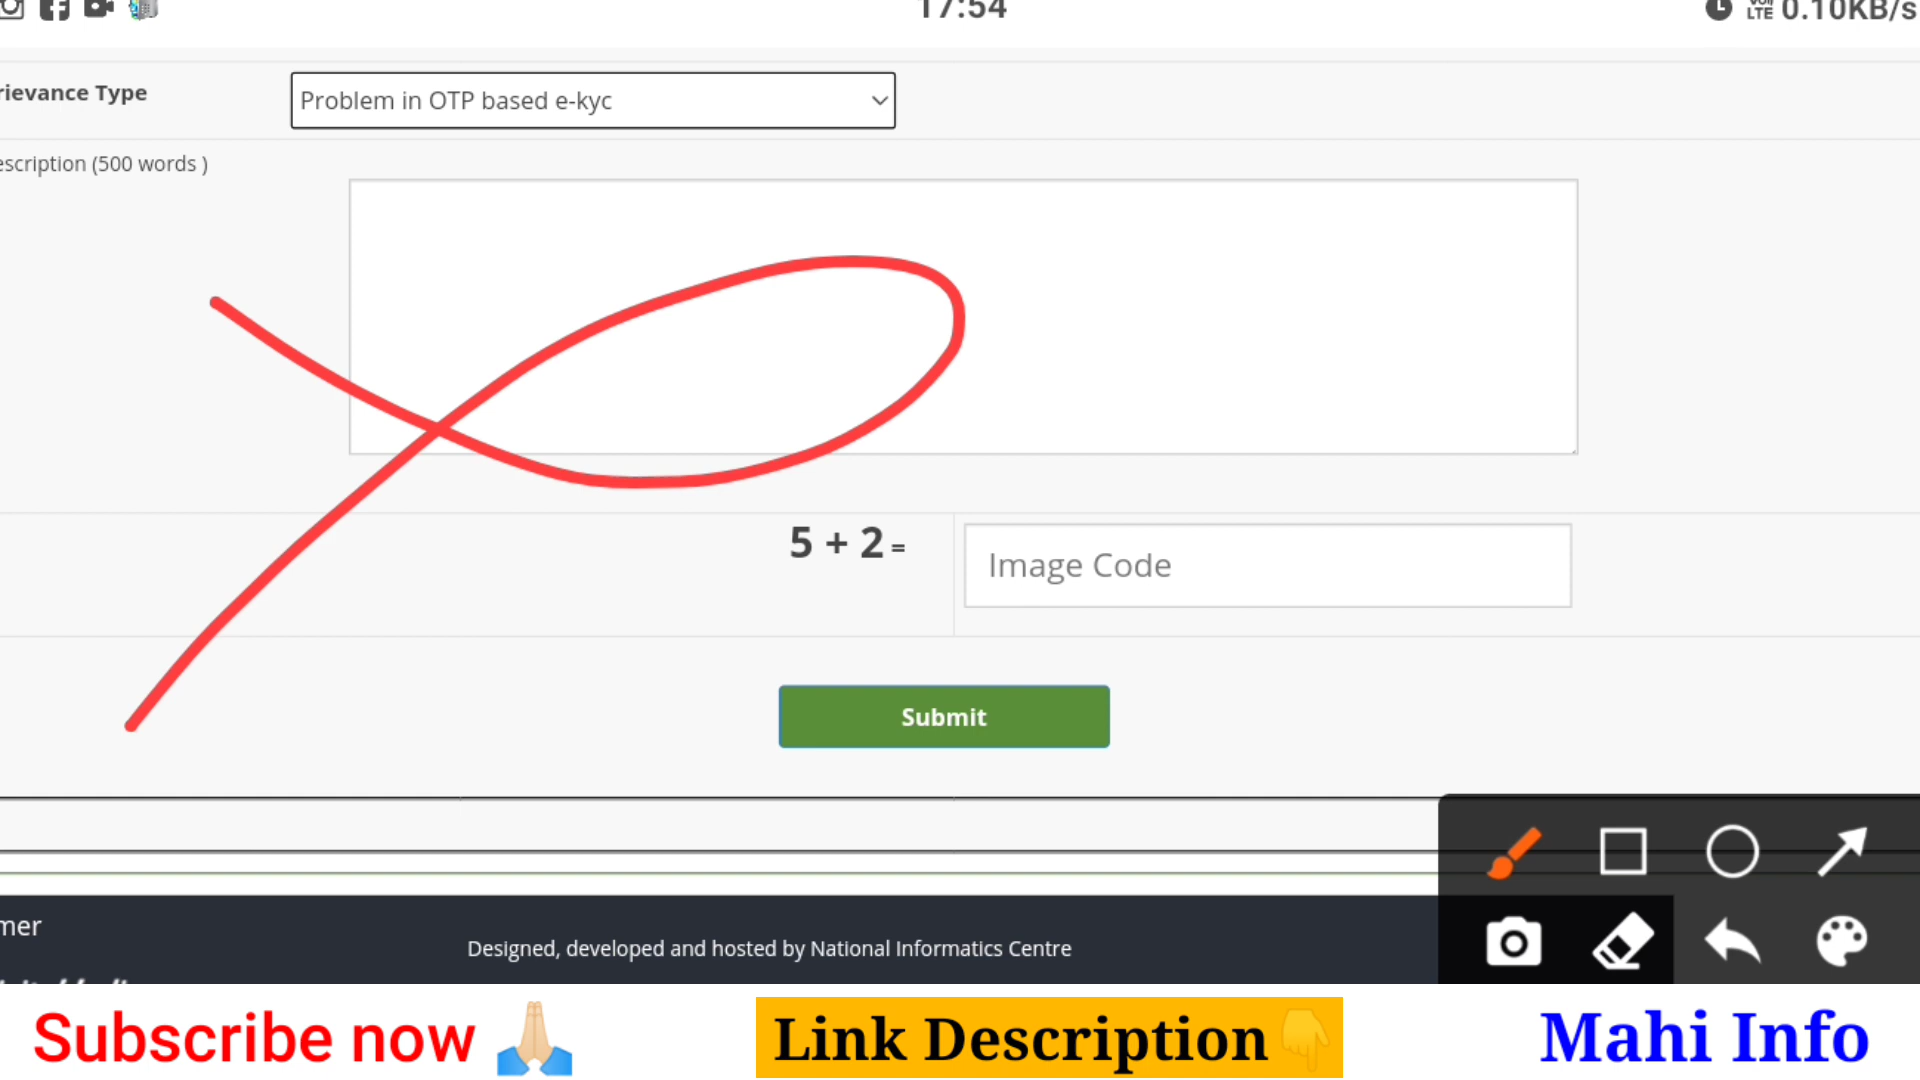 17:54
LTE 0.10KB/s
rievance Type
Problem in OTP based e-kyc
escription (500 words )
5 + 2 =
Image Code
Submit
mer
Designed, developed and hosted by National Informatics Centre
Subscribe now
Link Description
Mahi Info